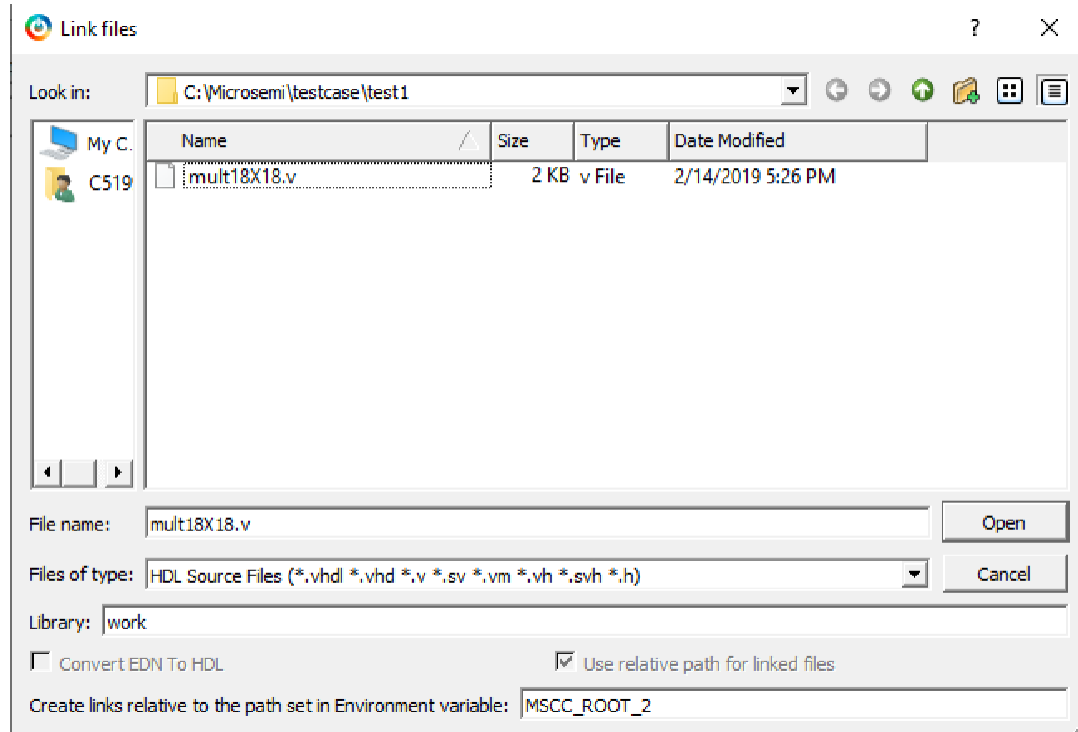 Link files
?
Look in: C:\Microsemi\testcase\test1
My C.
C519
Name Size Type Date Modified
mult18X18.v 2 KB v File 2/14/2019 5:26 PM
File name: mult18X18.v Open
Files of type: HDL Source Files (*.vhdl *.vhd *.v *.sv *.vm *.vh *.svh *.h) Cancel
Library: work
Convert EDN To HDL Use relative path for linked files
Create links relative to the path set in Environment variable: MSCC_ROOT_2